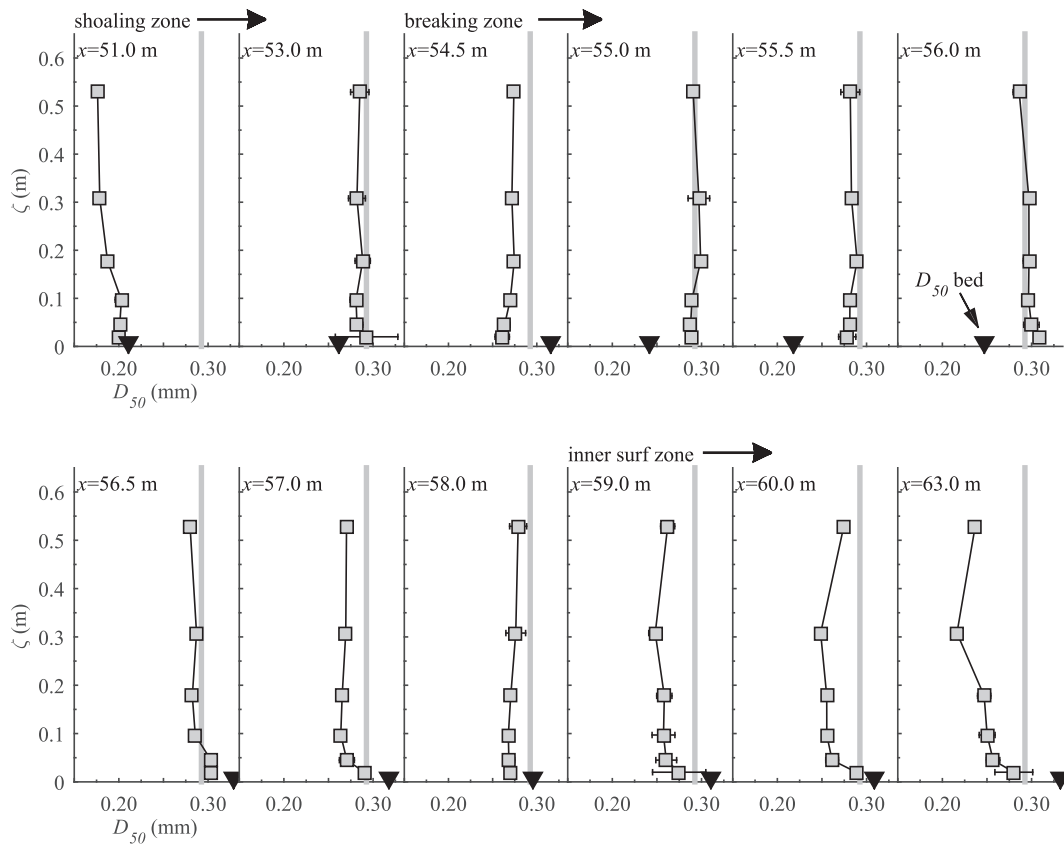 shoaling zone
breaking zone
x=51.0 m
x=53.0 m
x=54.5 m
x=55.0 m
x=55.5 m
x=56.0 m
0.6
0.5
0.4
0.3
0.2
0.1
0
ζ (m)
D50 bed
0.20 0.30 0.20 0.30 0.20 0.30 0.20 0.30 0.20 0.30 0.20 0.30
D50 (mm)
inner surf zone
x=56.5 m
x=57.0 m
x=58.0 m
x=59.0 m
x=60.0 m
x=63.0 m
0.6
0.5
0.4
0.3
0.2
0.1
0
ζ (m)
0.20 0.30 0.20 0.30 0.20 0.30 0.20 0.30 0.20 0.30 0.20 0.30
D50 (mm)